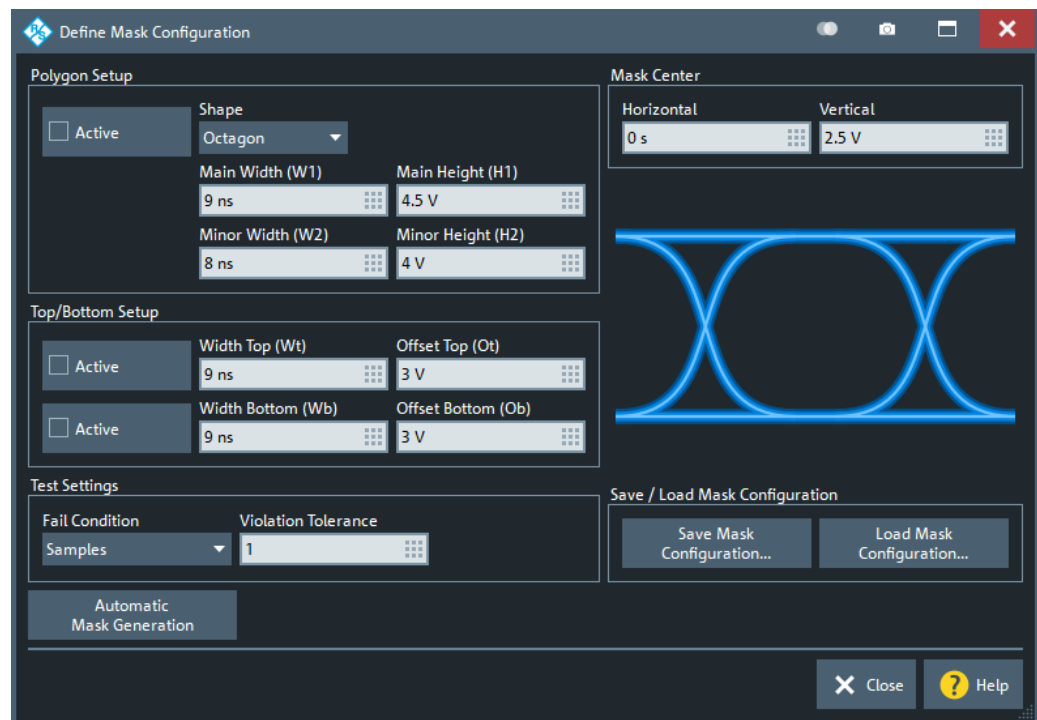 R&S Define Mask Configuration
Polygon Setup
Active
Shape
Octagon
Main Width (W1)
Main Height (H1)
9 ns
4.5 V
Minor Width (W2)
Minor Height (H2)
8 ns
4 V
Mask Center
Horizontal
Vertical
0 s
2.5 V
Top/Bottom Setup
Active
Width Top (Wt)
Offset Top (Ot)
9 ns
3 V
Active
Width Bottom (Wb)
Offset Bottom (Ob)
9 ns
3 V
Test Settings
Fail Condition
Violation Tolerance
Samples
1
Save / Load Mask Configuration
Save Mask
Configuration...
Load Mask
Configuration...
Automatic
Mask Generation
Close
? Help